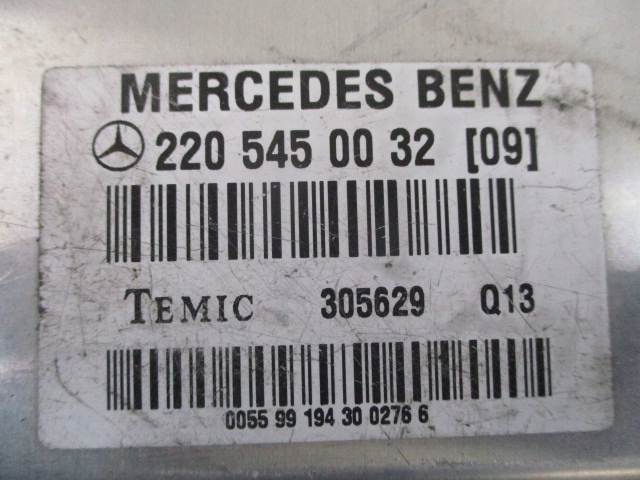 MERCEDES BENZ
220 545 00 32 [09]
TEMIC 305629 Q13
0055 99 194 30 0276 6